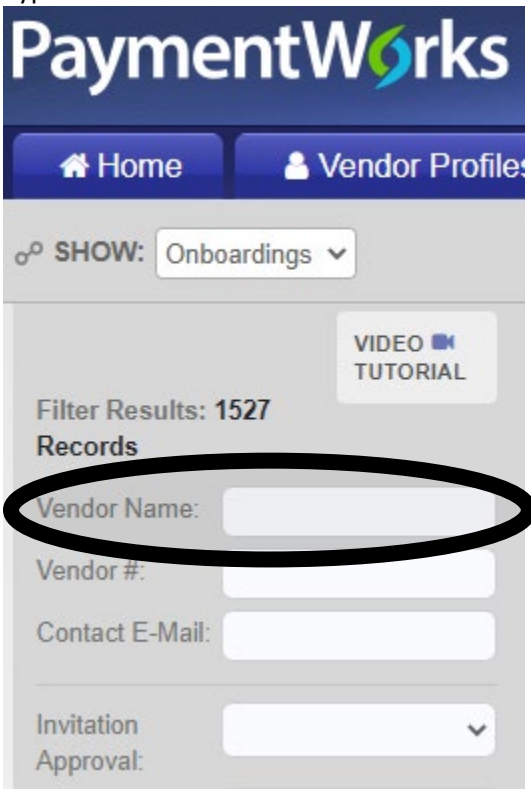 PaymentWorks
Home
Vendor Profiles
SHOW: Onboardings
VIDEO
TUTORIAL
Filter Results: 1527
Records
Vendor Name:
Vendor #:
Contact E-Mail:
Invitation
Approval: